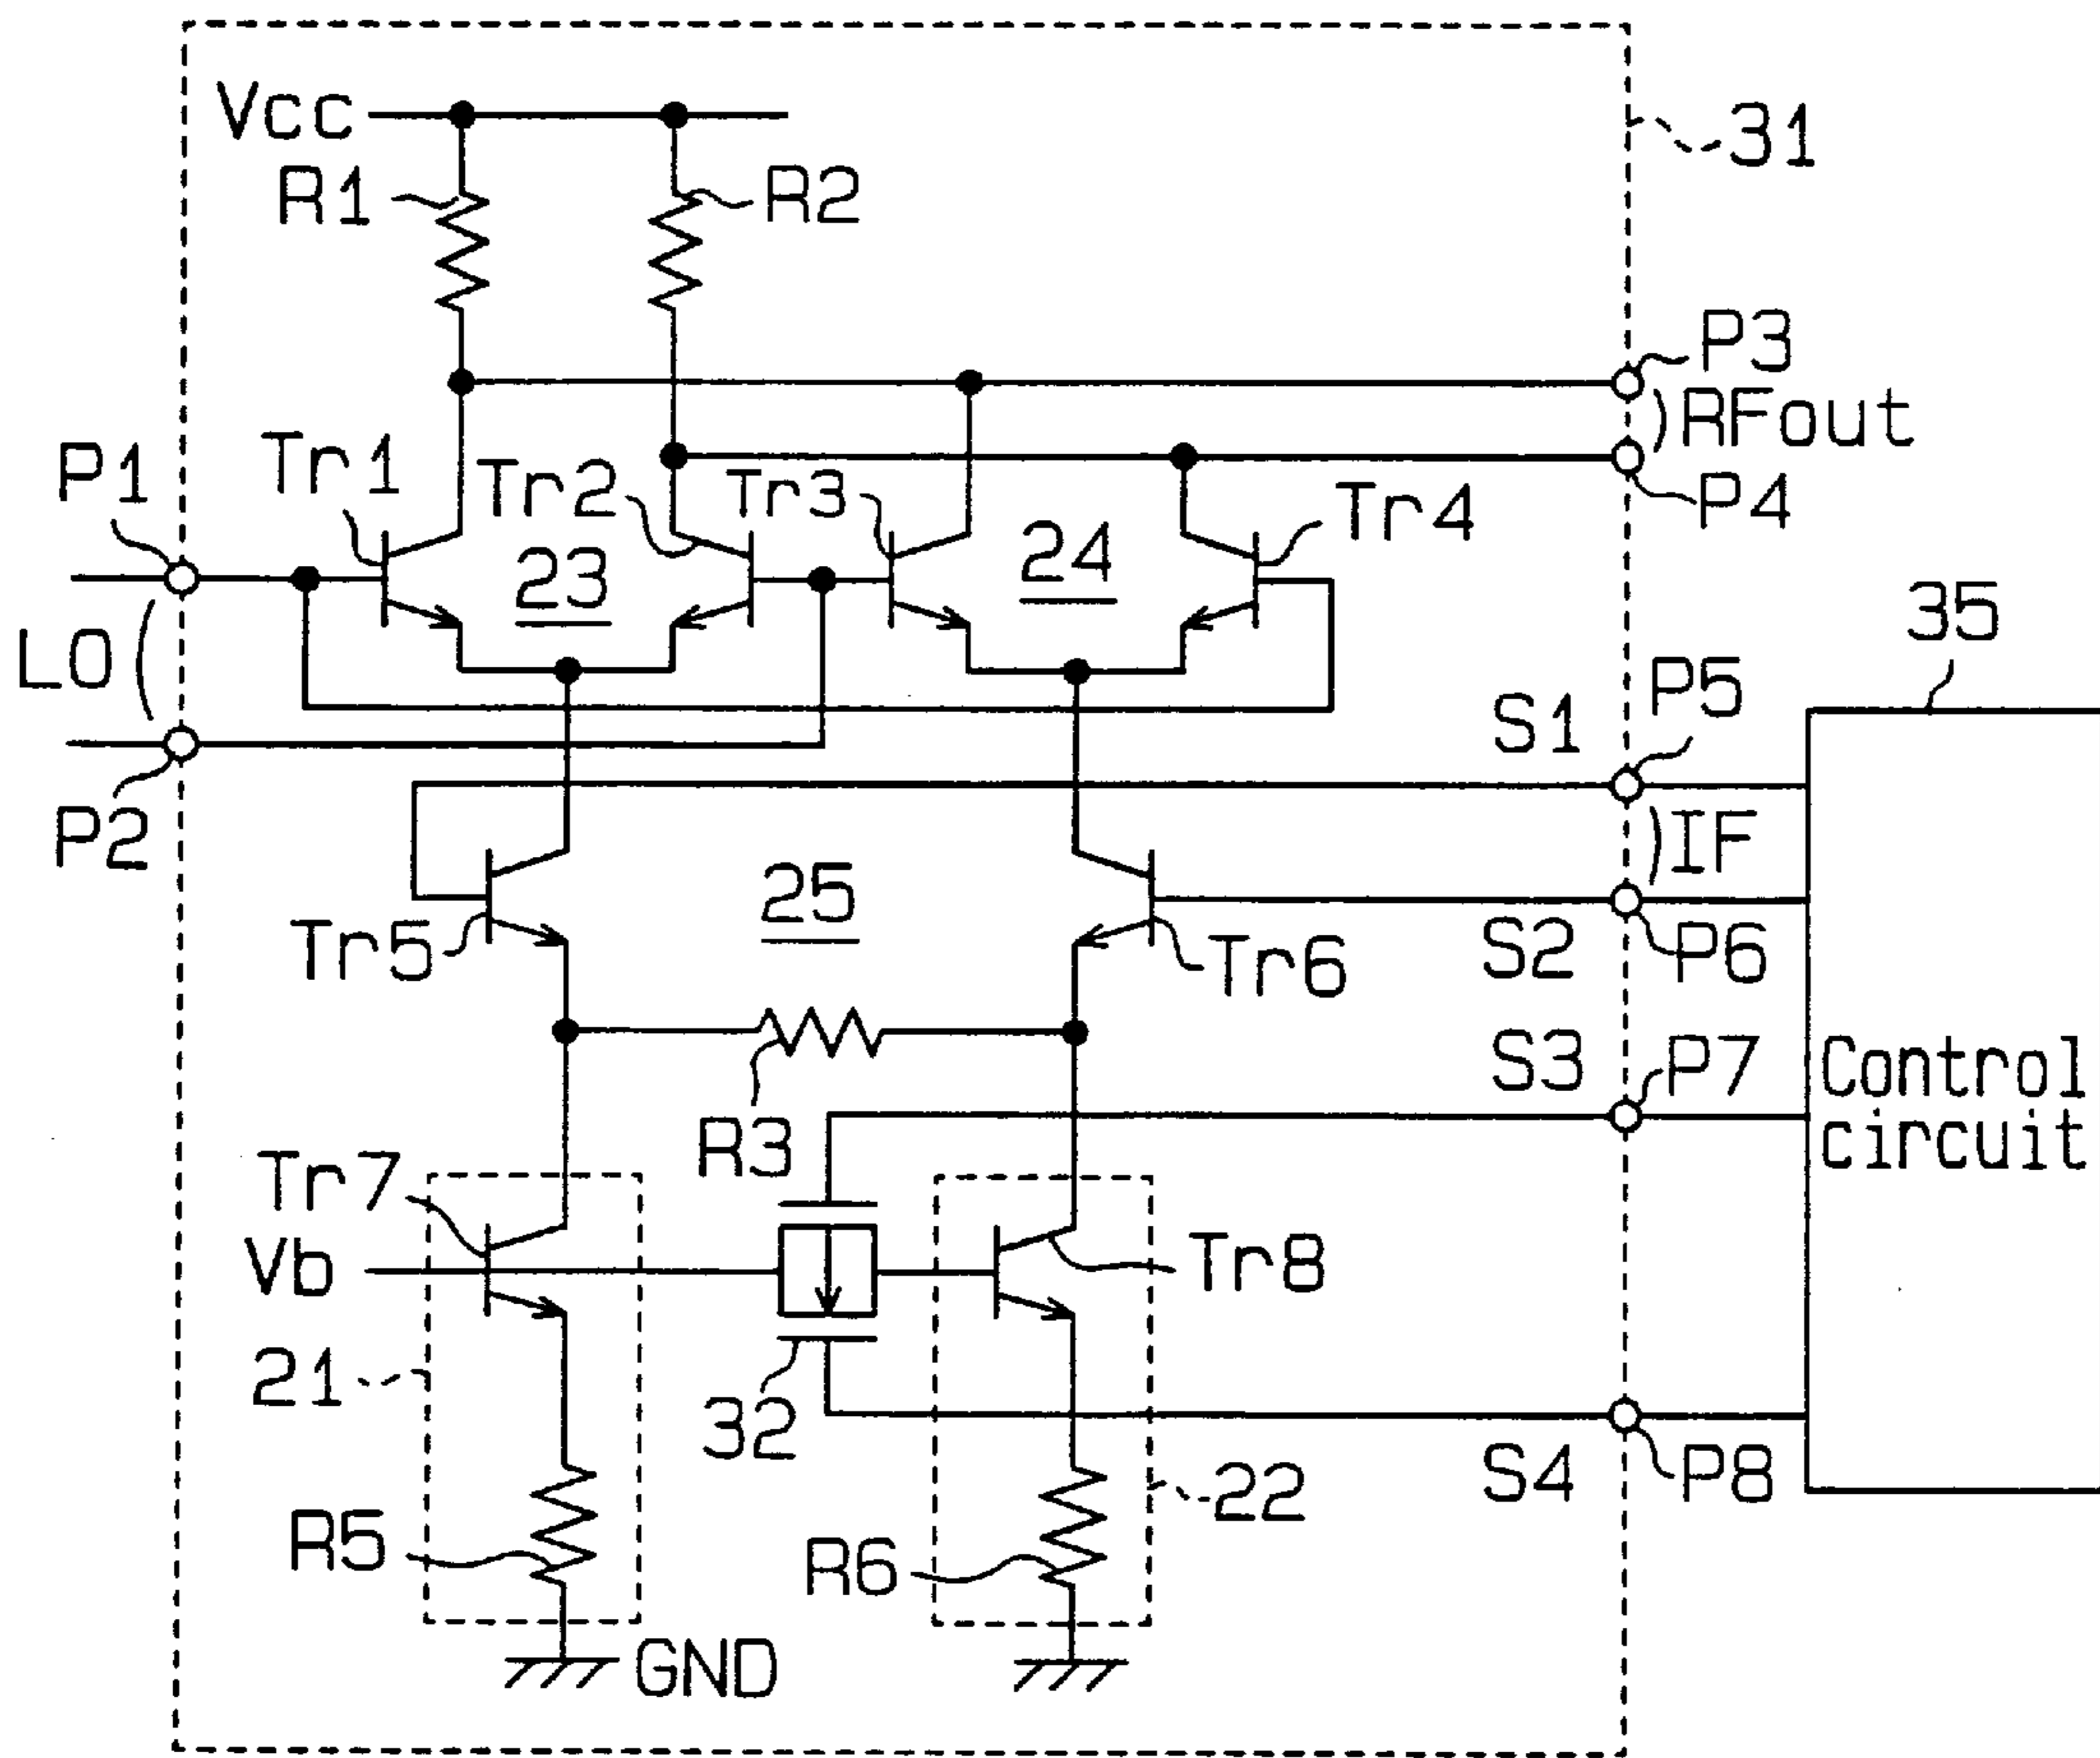 Vcc
R1
R2
31
P3
RFout
P4
Tr1
Tr2
Tr3
Tr4
P1
23
24
LO
35
P5
S1
P2
IF
25
Tr5
Tr6
S2
P6
S3
P7
Control
circuit
R3
Tr7
Vb
Tr8
21
32
S4
P8
22
R5
R6
GND